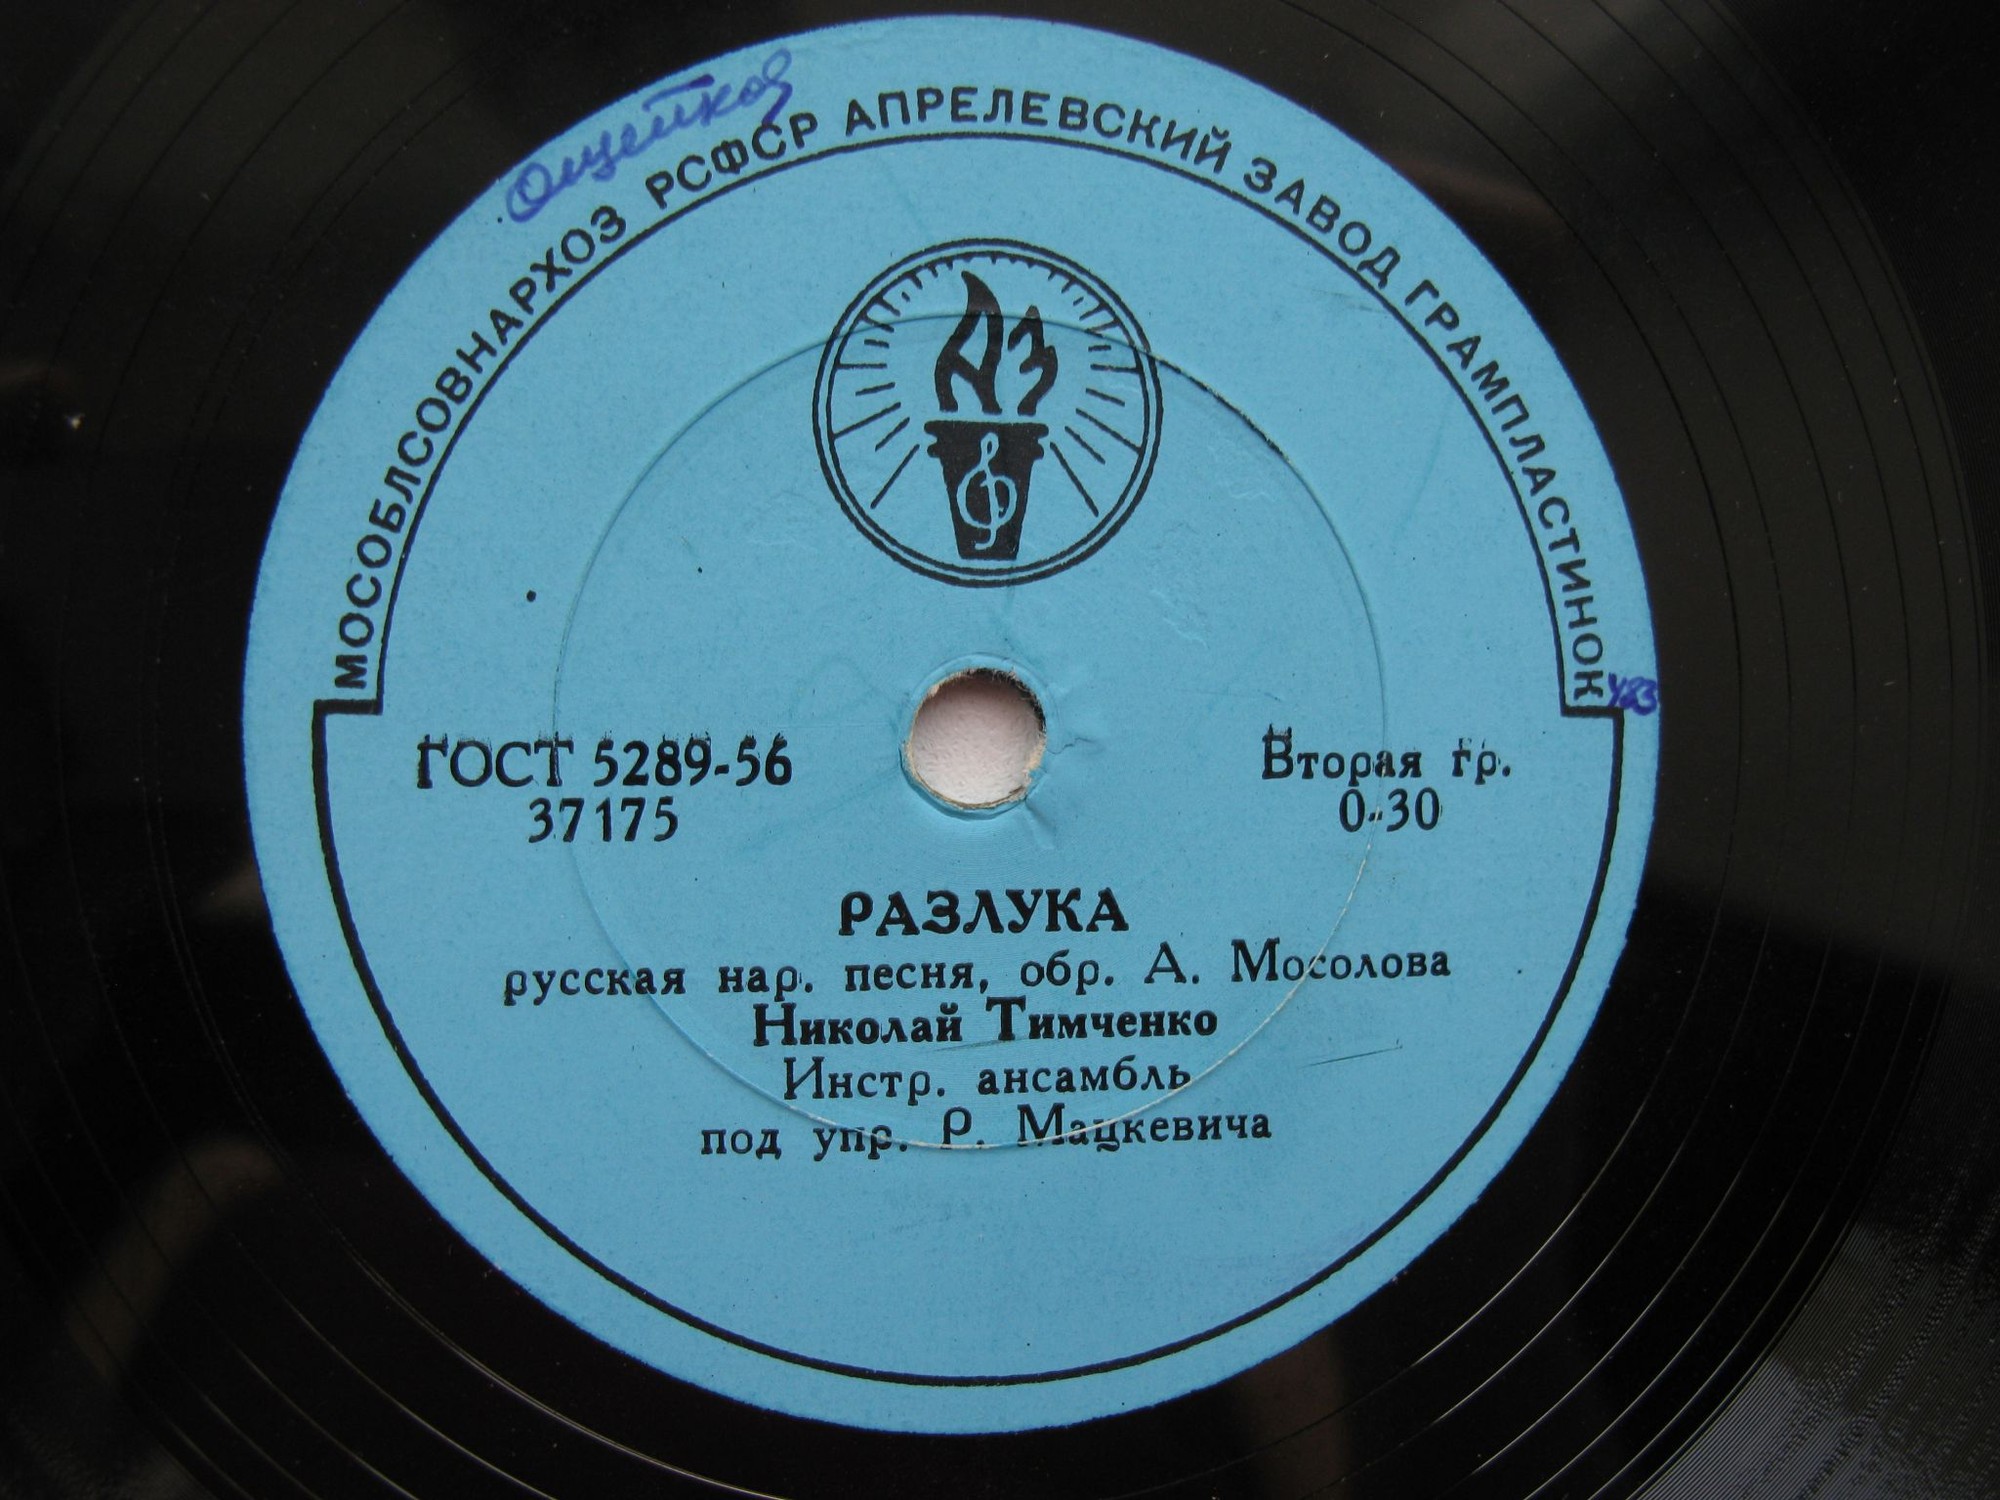 Ощепков
МОСОБЛСОВНАРХОЗ РСФСР АПРЕЛЕВСКИЙ ЗАВОД ГРАМПЛАСТИНОК
АЗ
ГОСТ 5289-56
37175
Вторая гр.
0-30
РАЗЛУКА
русская нар. песня, обр. А. Мосолова
Николай Тимченко
Инстр. ансамбль
под упр. Р. Мацкевича